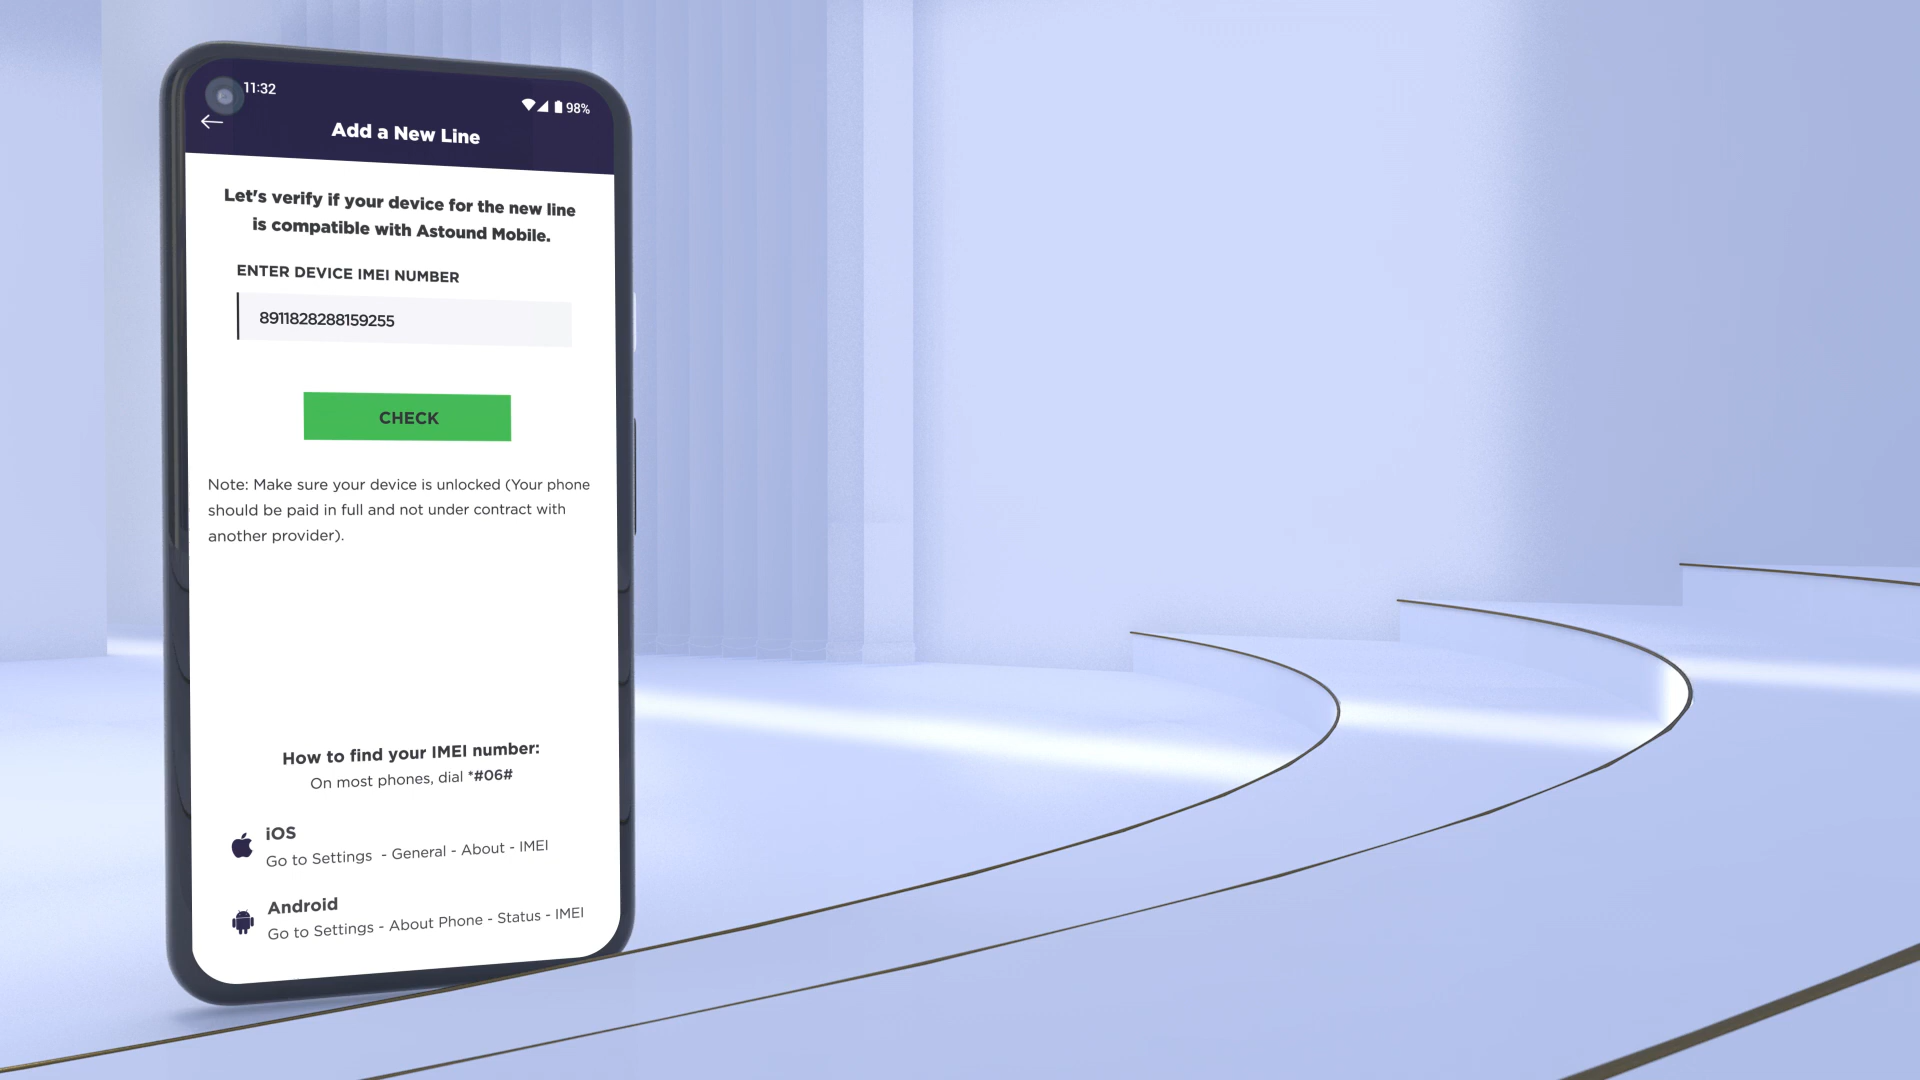 11:32
98%
Add a New Line
Let's verify if your device for the new line
is compatible with Astound Mobile.
ENTER DEVICE IMEI NUMBER
8911828288159255
CHECK
Note: Make sure your device is unlocked (Your phone
should be paid in full and not under contract with
another provider).
How to find your IMEI number:
On most phones, dial *#06#
iOS
Go to Settings - General - About - IMEI
Android
Go to Settings - About Phone - Status - IMEI